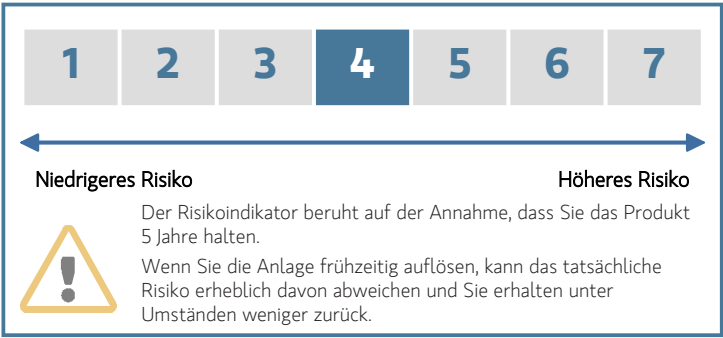 1 2 3 4 5 6 7
Niedrigeres Risiko Höheres Risiko
Der Risikoindikator beruht auf der Annahme, dass Sie das Produkt
5 Jahre halten.
Wenn Sie die Anlage frühzeitig auflösen, kann das tatsächliche
Risiko erheblich davon abweichen und Sie erhalten unter
Umständen weniger zurück.